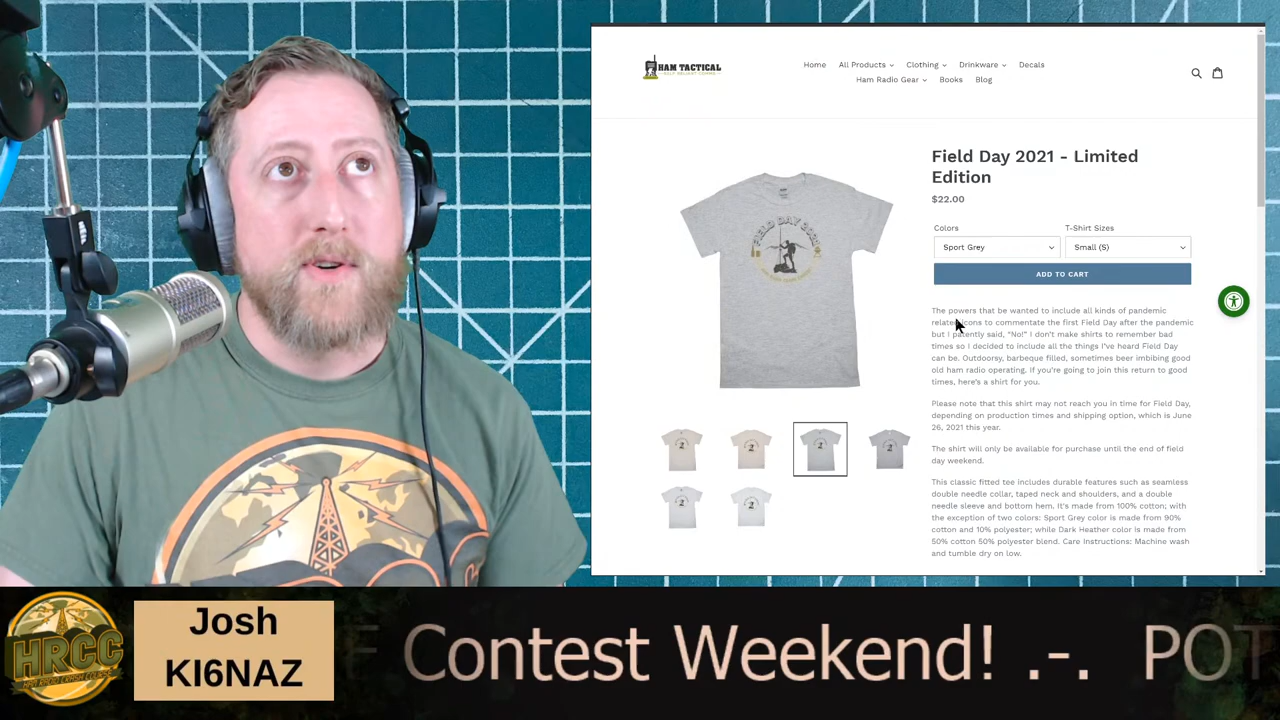 HAM TACTICAL
Home All Products Clothing Drinkware Decals
Ham Radio Gear Books Blog
Field Day 2021 - Limited
Edition
$22.00
Colors T-Shirt Sizes
Sport Grey Small (S)
ADD TO CART
The powers that be wanted to include all kinds of pandemic
related icons to commentate the first Field Day after the pandemic
but I patently said, "No!" I don't make shirts to remember bad
times so I decided to include all the things I've heard Field Day
can be. Outdoorsy, barbeque filled, sometimes beer imbibing good
old ham radio operating. If you're going to join this return to good
times, here's a shirt for you.
Please note that this shirt may not reach you in time for Field Day,
depending on production times and shipping option, which is June
26, 2021 this year.
The shirt will only be available for purchase until the end of field
day weekend.
This classic fitted tee includes durable features such as seamless
double needle collar, taped neck and shoulders, and a double
needle sleeve and bottom hem. It's made from 100% cotton; with
the exception of two colors: Sport Grey color is made from 90%
cotton and 10% polyester; while Dark Heather color is made from
50% cotton 50% polyester blend. Care Instructions: Machine wash
and tumble dry on low.
FIELD DAY 2021
HRCC
HAM RADIO CRASH COURSE
Josh
KI6NAZ
F Contest Weekend! .-. POT